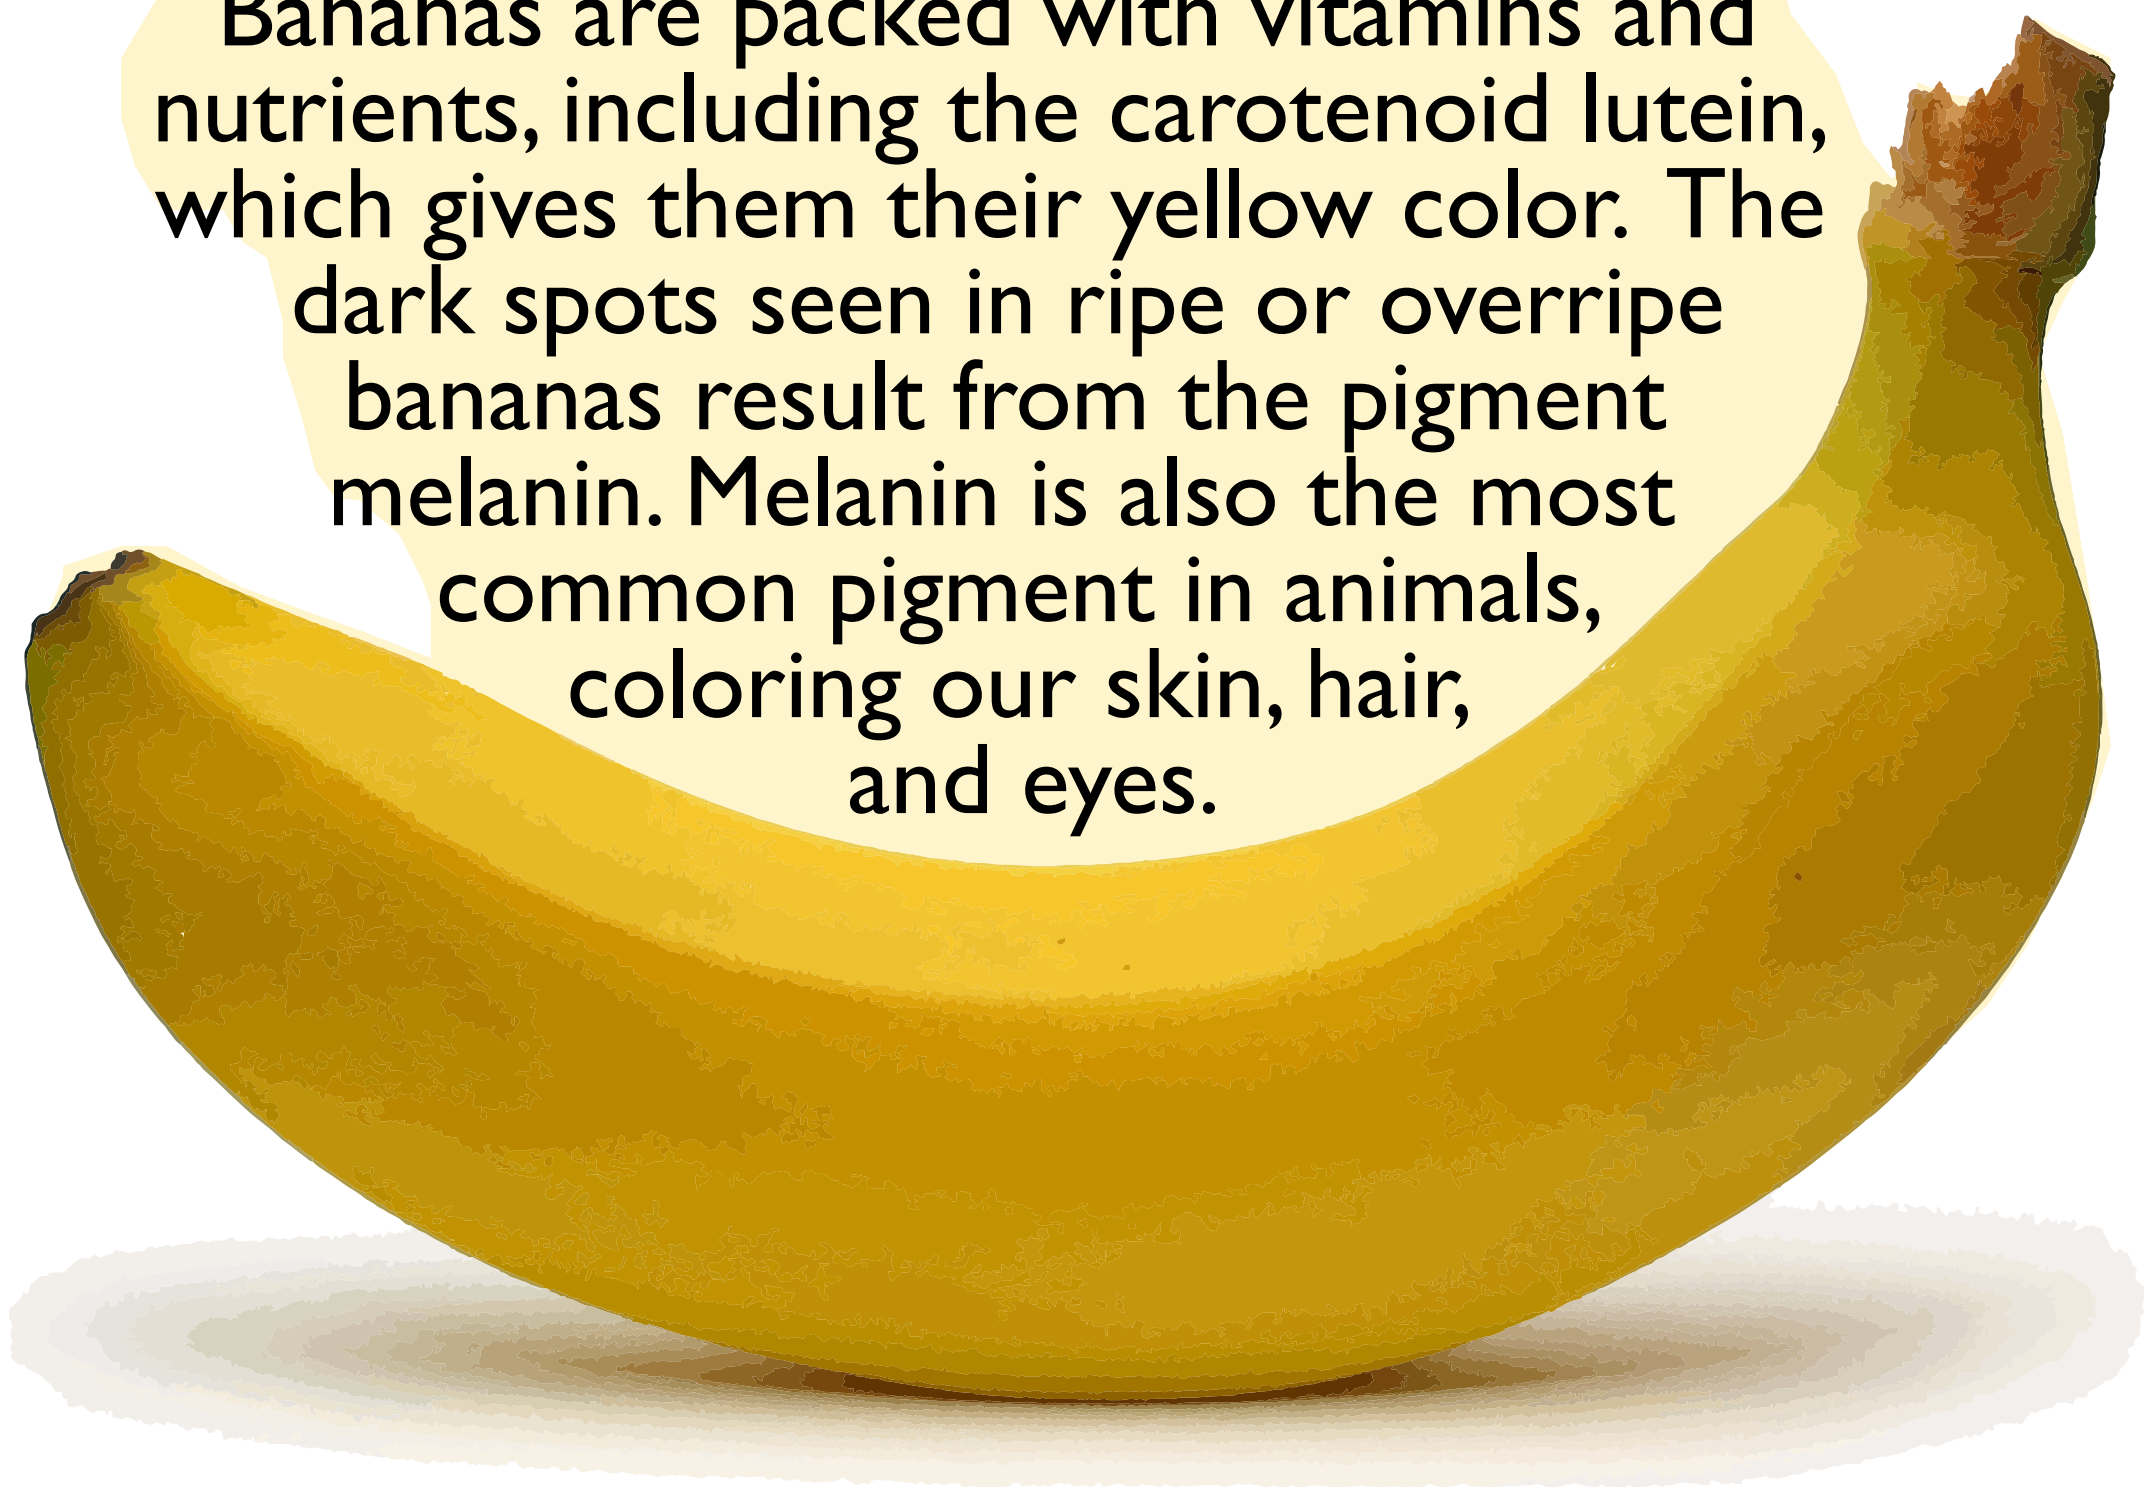 Bananas are packed with vitamins and
nutrients, including the carotenoid lutein,
which gives them their yellow color. The
dark spots seen in ripe or overripe
bananas result from the pigment
melanin. Melanin is also the most
common pigment in animals,
coloring our skin, hair,
and eyes.